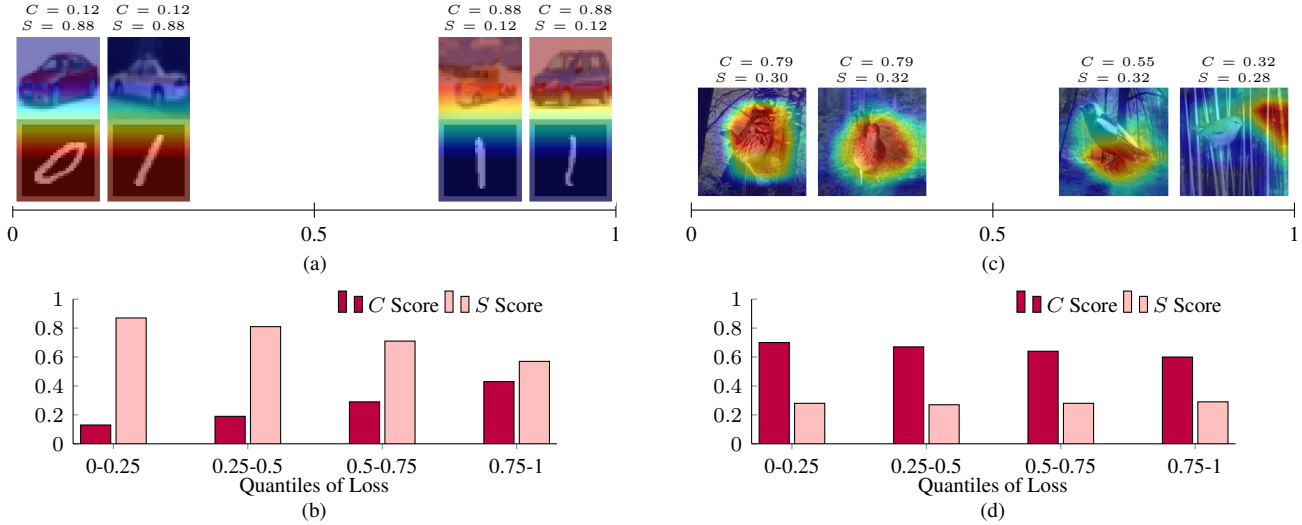 C = 0.12 C = 0.12 C = 0.88 C = 0.88
S = 0.88 S = 0.88 S = 0.12 S = 0.12
0 0.5 1
(a)
C = 0.79 C = 0.79 C = 0.55 C = 0.32
S = 0.30 S = 0.32 S = 0.32 S = 0.28
0 0.5 1
(c)
C Score S Score
1
0.8
0.6
0.4
0.2
0
0-0.25 0.25-0.5 0.5-0.75 0.75-1
Quantiles of Loss
(b)
C Score S Score
1
0.8
0.6
0.4
0.2
0
0-0.25 0.25-0.5 0.5-0.75 0.75-1
Quantiles of Loss
(d)